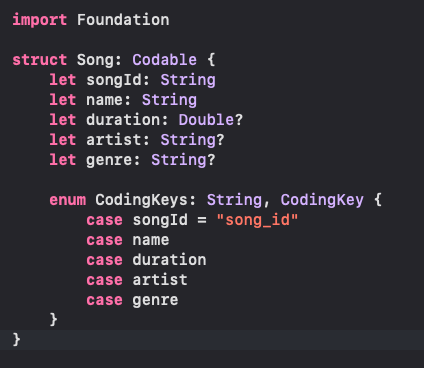 import Foundation

struct Song: Codable {
    let songId: String
    let name: String
    let duration: Double?
    let artist: String?
    let genre: String?

    enum CodingKeys: String, CodingKey {
        case songId = "song_id"
        case name
        case duration
        case artist
        case genre
    }
}